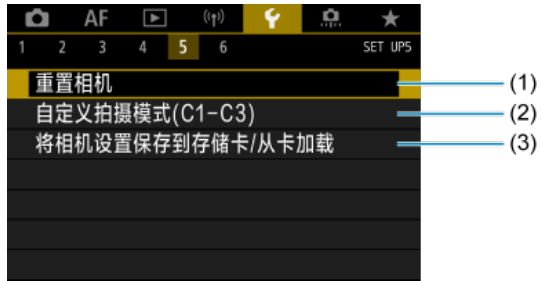 AF
1 2 3 4 5 6 SET UP5
重置相机 (1)
自定义拍摄模式(C1-C3) (2)
将相机设置保存到存储卡/从卡加载 (3)